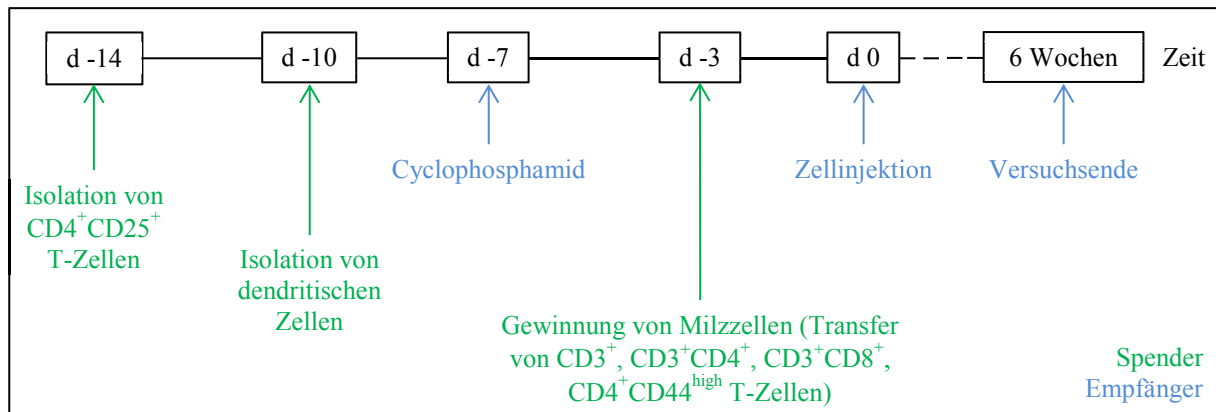 d -14 d -10 d -7 d -3 d 0 6 Wochen Zeit
Cyclophosphamid Zellinjektion Versuchsende
Isolation von
CD4⁺CD25⁺
T-Zellen
Isolation von
dendritischen
Zellen
Gewinnung von Milzzellen (Transfer
von CD3⁺, CD3⁺CD4⁺, CD3⁺CD8⁺,
CD4⁺CD44ʰⁱᵍʰ T-Zellen)
Spender
Empfänger